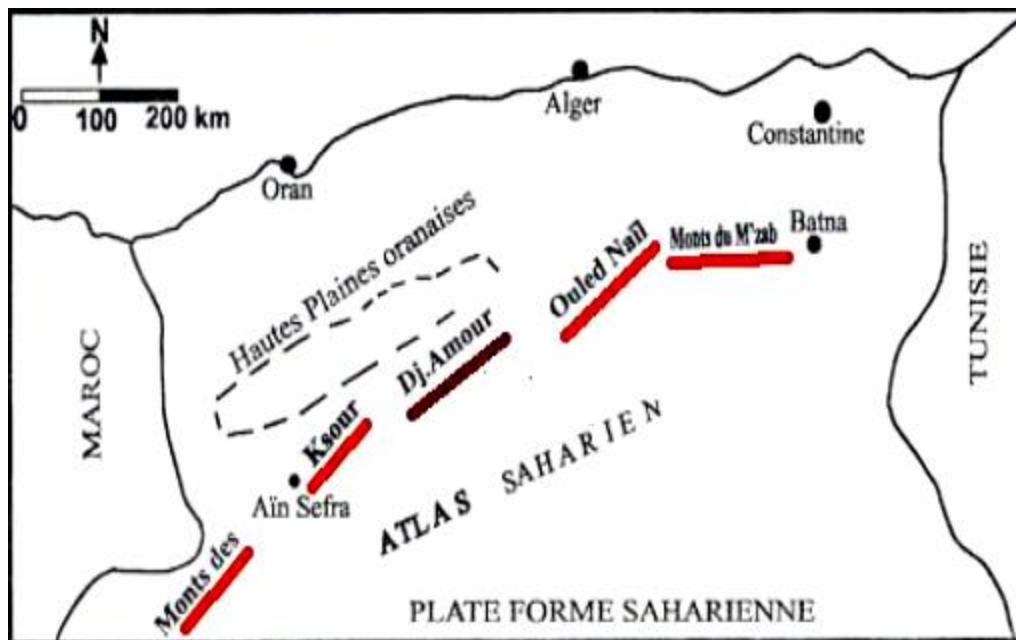 N
0 100 200 km
Alger
Constantine
Oran
Hautes Plaines oranaises
Batna
Monts du M'zab
Ouled Naïl
Dj.Amour
Ksour
Aïn Sefra
Monts des
ATLAS SAHARIEN
MAROC
TUNISIE
PLATE FORME SAHARIENNE